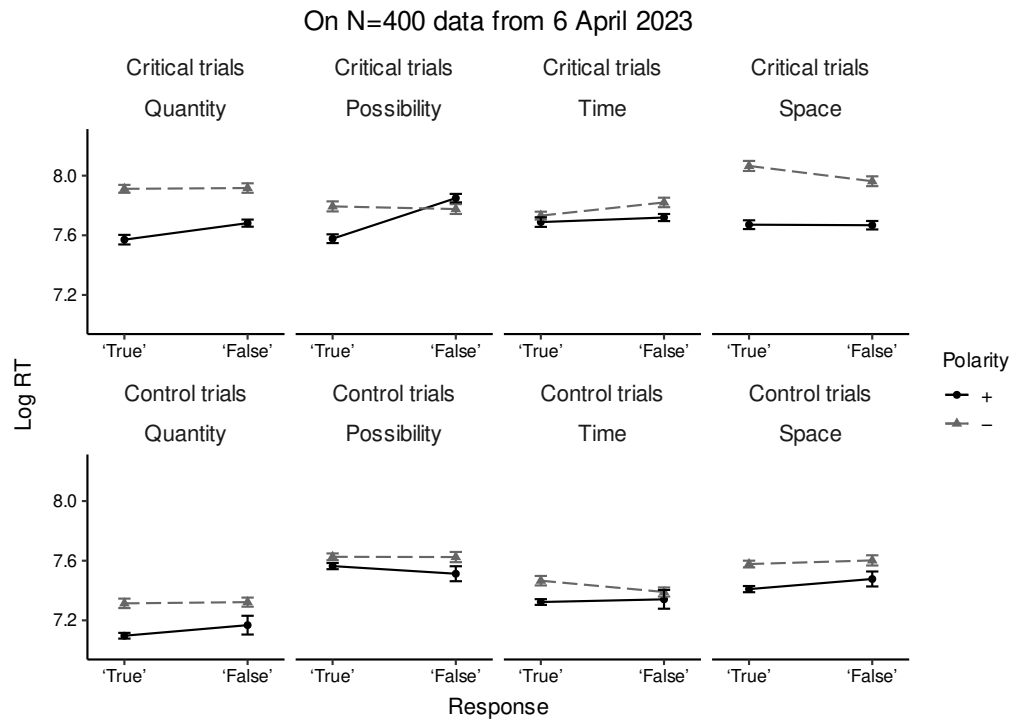 On N=400 data from 6 April 2023
Critical trials Critical trials Critical trials Critical trials
Quantity Possibility Time Space
8.0
7.6
7.2
‘True’ ‘False’ ‘True’ ‘False’ ‘True’ ‘False’ ‘True’ ‘False’
Log RT
Control trials Control trials Control trials Control trials
Quantity Possibility Time Space
8.0
7.6
7.2
‘True’ ‘False’ ‘True’ ‘False’ ‘True’ ‘False’ ‘True’ ‘False’
Response
Polarity
+
−